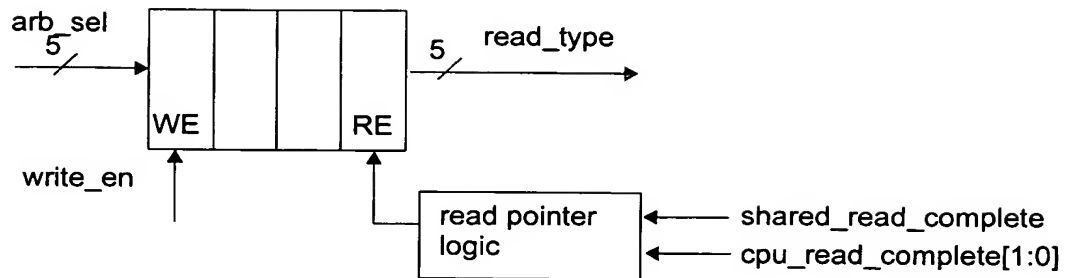 arb_sel
5
5
read_type
WE
RE
write_en
read pointer
logic
shared_read_complete
cpu_read_complete[1:0]